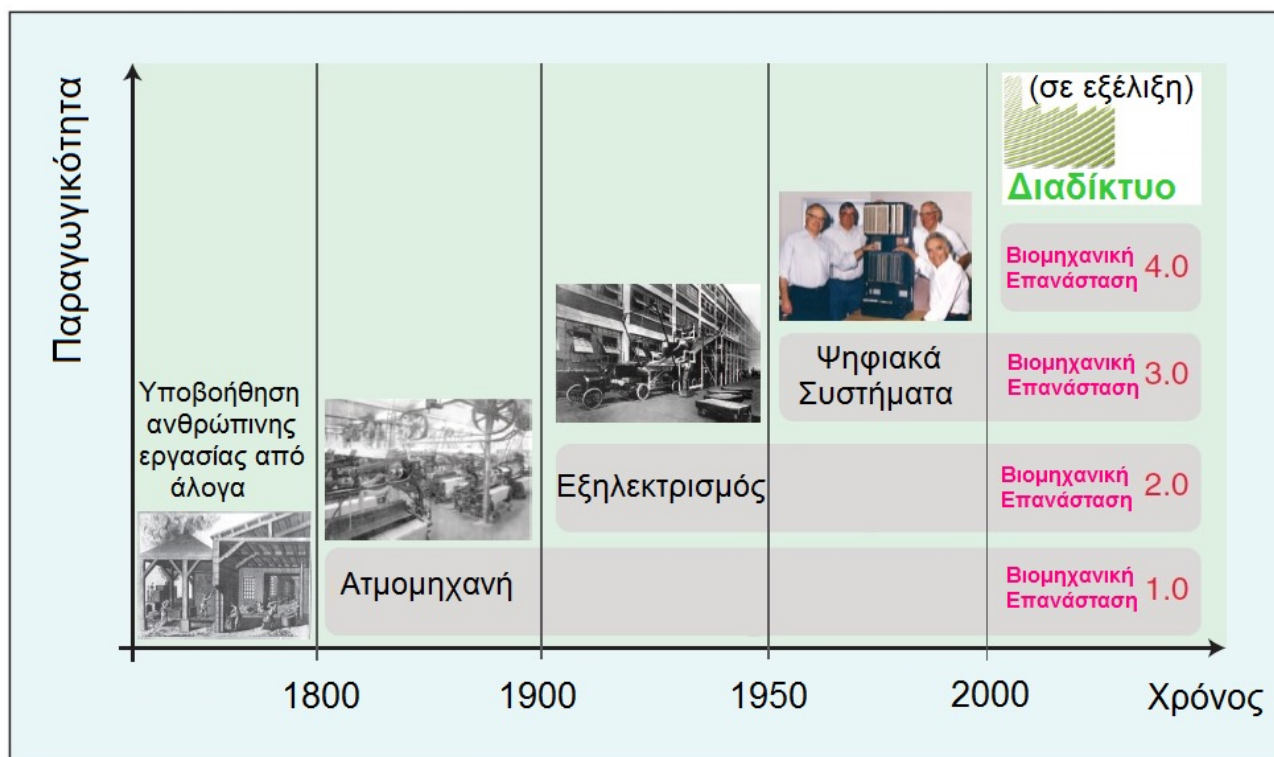 Παραγωγικότητα
(σε εξέλιξη)
Διαδίκτυο
Βιομηχανική
Επανάσταση 4.0
Ψηφιακά
Συστήματα
Βιομηχανική
Επανάσταση 3.0
Υποβοήθηση
ανθρώπινης
εργασίας από
άλογα
Εξηλεκτρισμός
Βιομηχανική
Επανάσταση 2.0
Ατμομηχανή
Βιομηχανική
Επανάσταση 1.0
1800 1900 1950 2000 Χρόνος